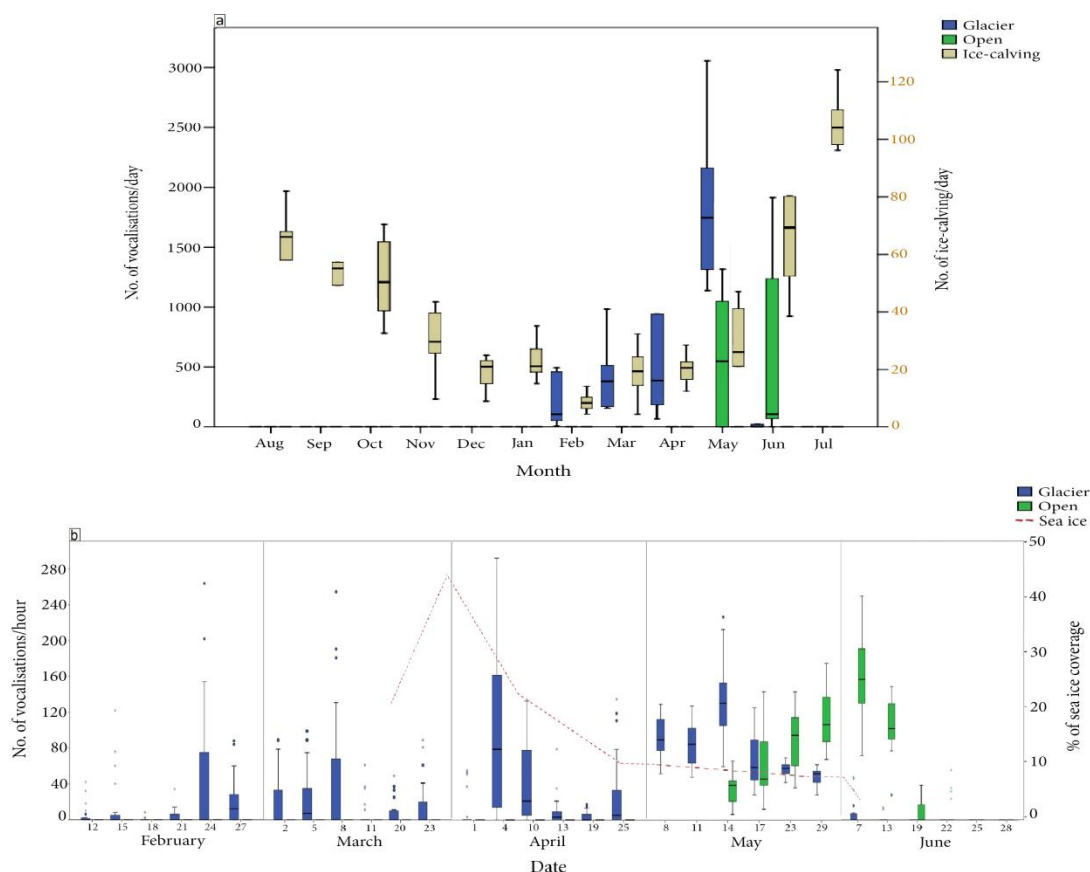 a
Glacier
Open
Ice-calving
No. of vocalisations/day
3000
2500
2000
1500
1000
500
0
120
100
80
60
40
20
0
No. of ice-calving/day
Aug Sep Oct Nov Dec Jan Feb Mar Apr May Jun Jul
Month
Glacier
Open
Sea ice
b
No. of vocalisations/hour
280
240
200
160
120
80
40
0
50
40
30
20
10
0
% of sea ice coverage
12 15 18 21 24 27 2 5 8 11 20 23 1 4 10 13 19 25 8 11 14 17 23 29 7 13 19 22 25 28
February March April May June
Date